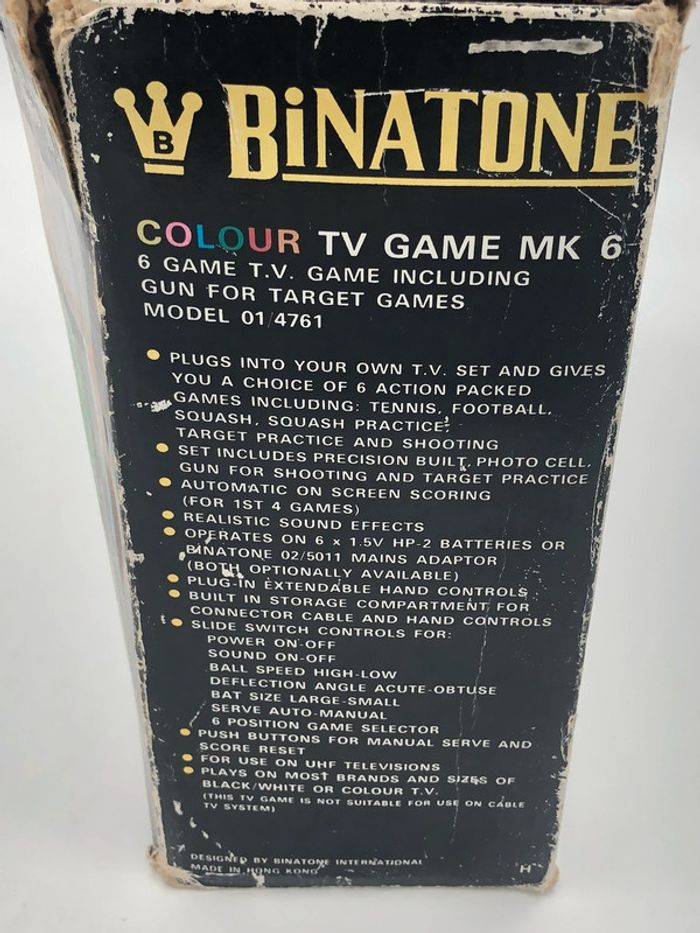 B BiNATONE
COLOUR TV GAME MK 6
6 GAME T.V. GAME INCLUDING
GUN FOR TARGET GAMES
MODEL 01/4761
• PLUGS INTO YOUR OWN T.V. SET AND GIVES
YOU A CHOICE OF 6 ACTION PACKED
GAMES INCLUDING: TENNIS, FOOTBALL,
SQUASH, SQUASH PRACTICE,
TARGET PRACTICE AND SHOOTING
• SET INCLUDES PRECISION BUILT, PHOTO CELL,
GUN FOR SHOOTING AND TARGET PRACTICE
• AUTOMATIC ON SCREEN SCORING
(FOR 1ST 4 GAMES)
• REALISTIC SOUND EFFECTS
• OPERATES ON 6 x 1.5V HP-2 BATTERIES OR
BINATONE 02/5011 MAINS ADAPTOR
(BOTH OPTIONALLY AVAILABLE)
• PLUG-IN EXTENDABLE HAND CONTROLS
• BUILT IN STORAGE COMPARTMENT FOR
CONNECTOR CABLE AND HAND CONTROLS
• SLIDE SWITCH CONTROLS FOR:
POWER ON-OFF
SOUND ON-OFF
BALL SPEED HIGH-LOW
DEFLECTION ANGLE ACUTE-OBTUSE
BAT SIZE LARGE-SMALL
SERVE AUTO-MANUAL
6 POSITION GAME SELECTOR
• PUSH BUTTONS FOR MANUAL SERVE AND
SCORE RESET
• FOR USE ON UHF TELEVISIONS
• PLAYS ON MOST BRANDS AND SIZES OF
BLACK/WHITE OR COLOUR T.V.
(THIS TV GAME IS NOT SUITABLE FOR USE ON CABLE
TV SYSTEM)
DESIGNED BY BINATONE INTERNATIONAL
MADE IN HONG KONG H